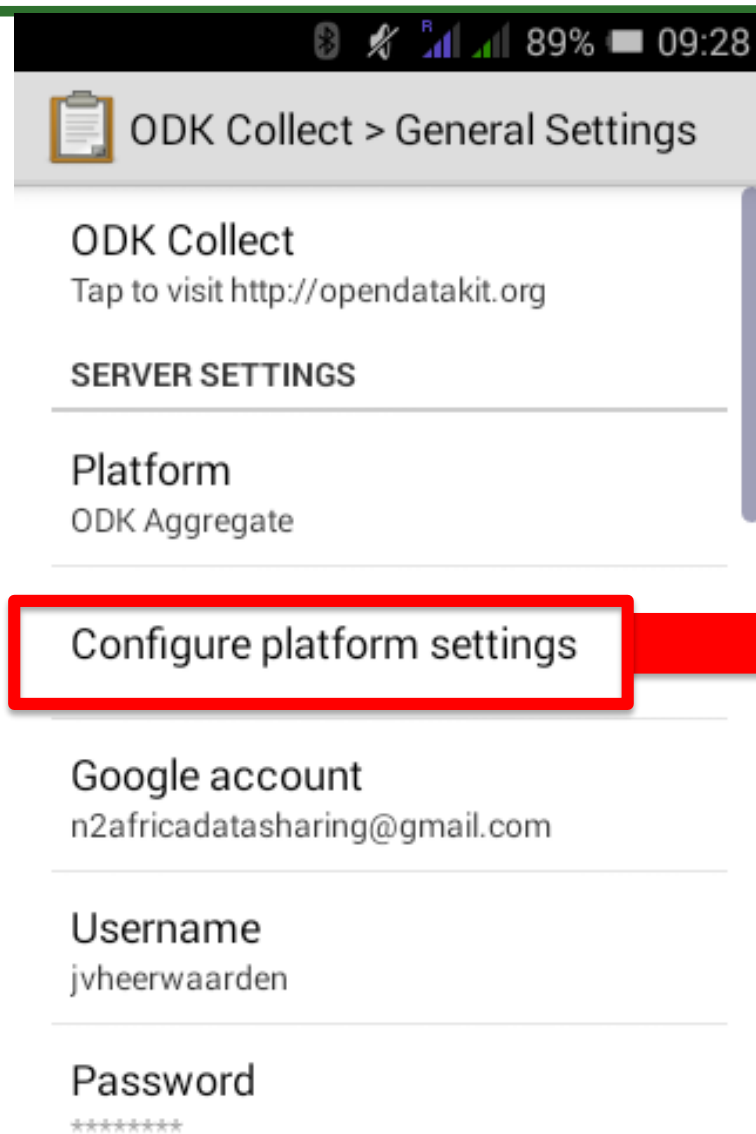 R 89% 09:28
ODK Collect > General Settings
ODK Collect
Tap to visit http://opendatakit.org
SERVER SETTINGS
Platform
ODK Aggregate
Configure platform settings
Google account
n2africadatasharing@gmail.com
Username
jvheerwaarden
Password
********